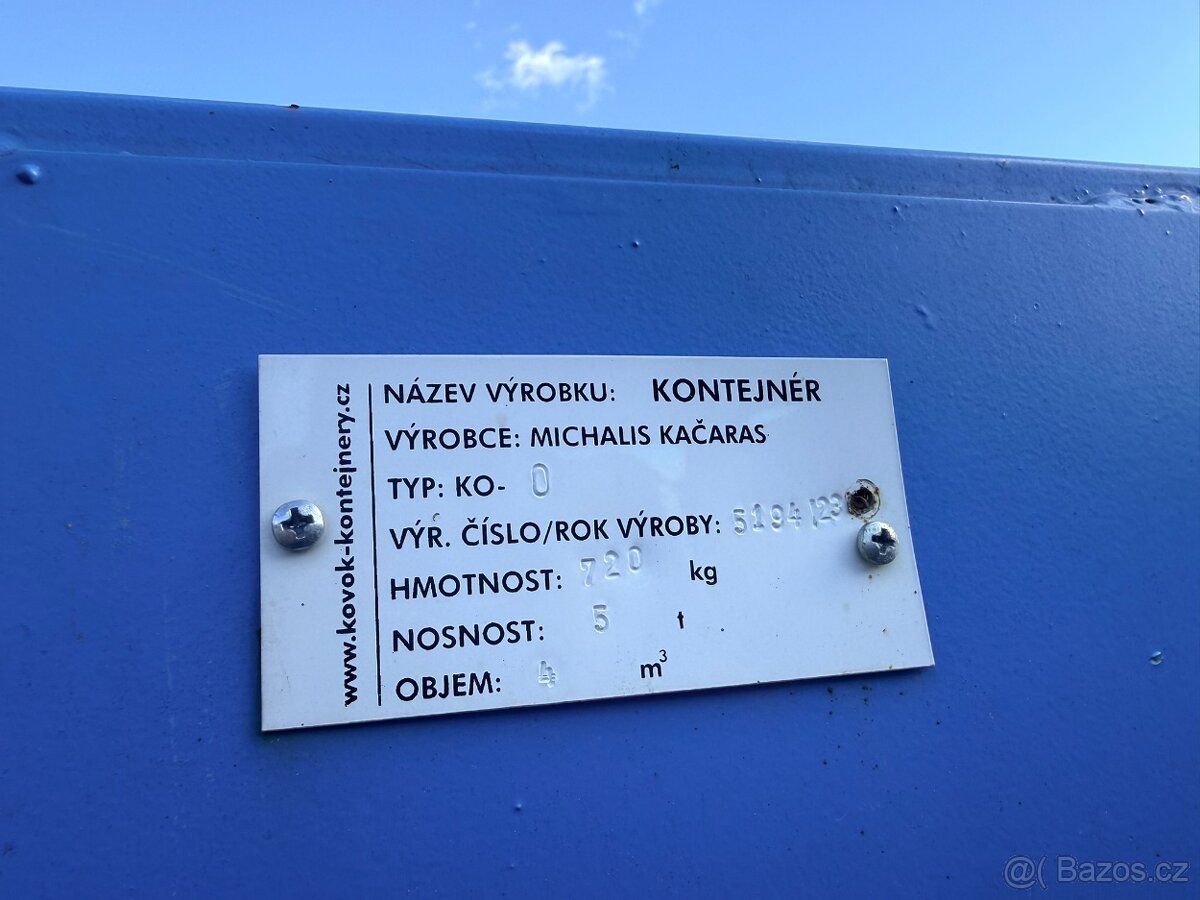 www.kovok-kontejnery.cz
NÁZEV VÝROBKU: KONTEJNÉR
VÝROBCE: MICHALIS KAČARAS
TYP: KO- 0
VÝR. ČÍSLO/ROK VÝROBY: 5194/23
HMOTNOST: 720 kg
NOSNOST: 5 t
OBJEM: 4 m³
@( Bazos.cz